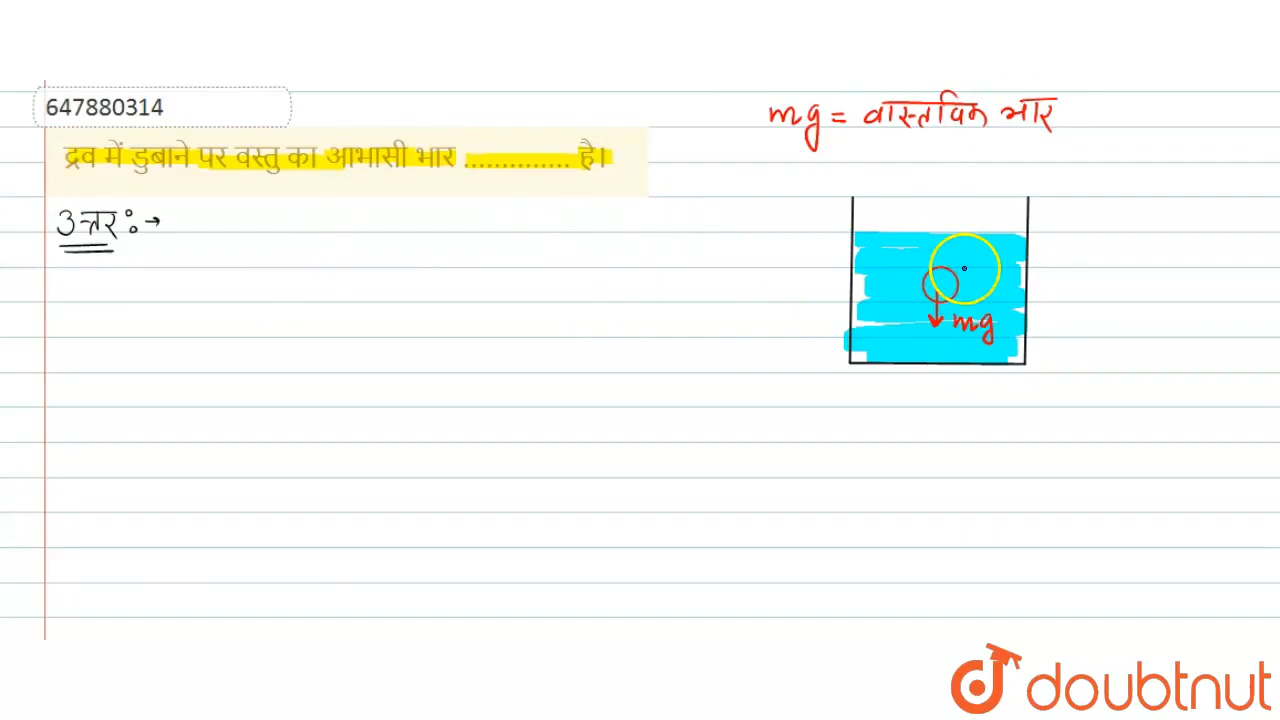 647880314
mg = वास्तविक भार
द्रव में डुबाने पर वस्तु का आभासी भार ............... है।
उत्तर :→
mg
doubtnut